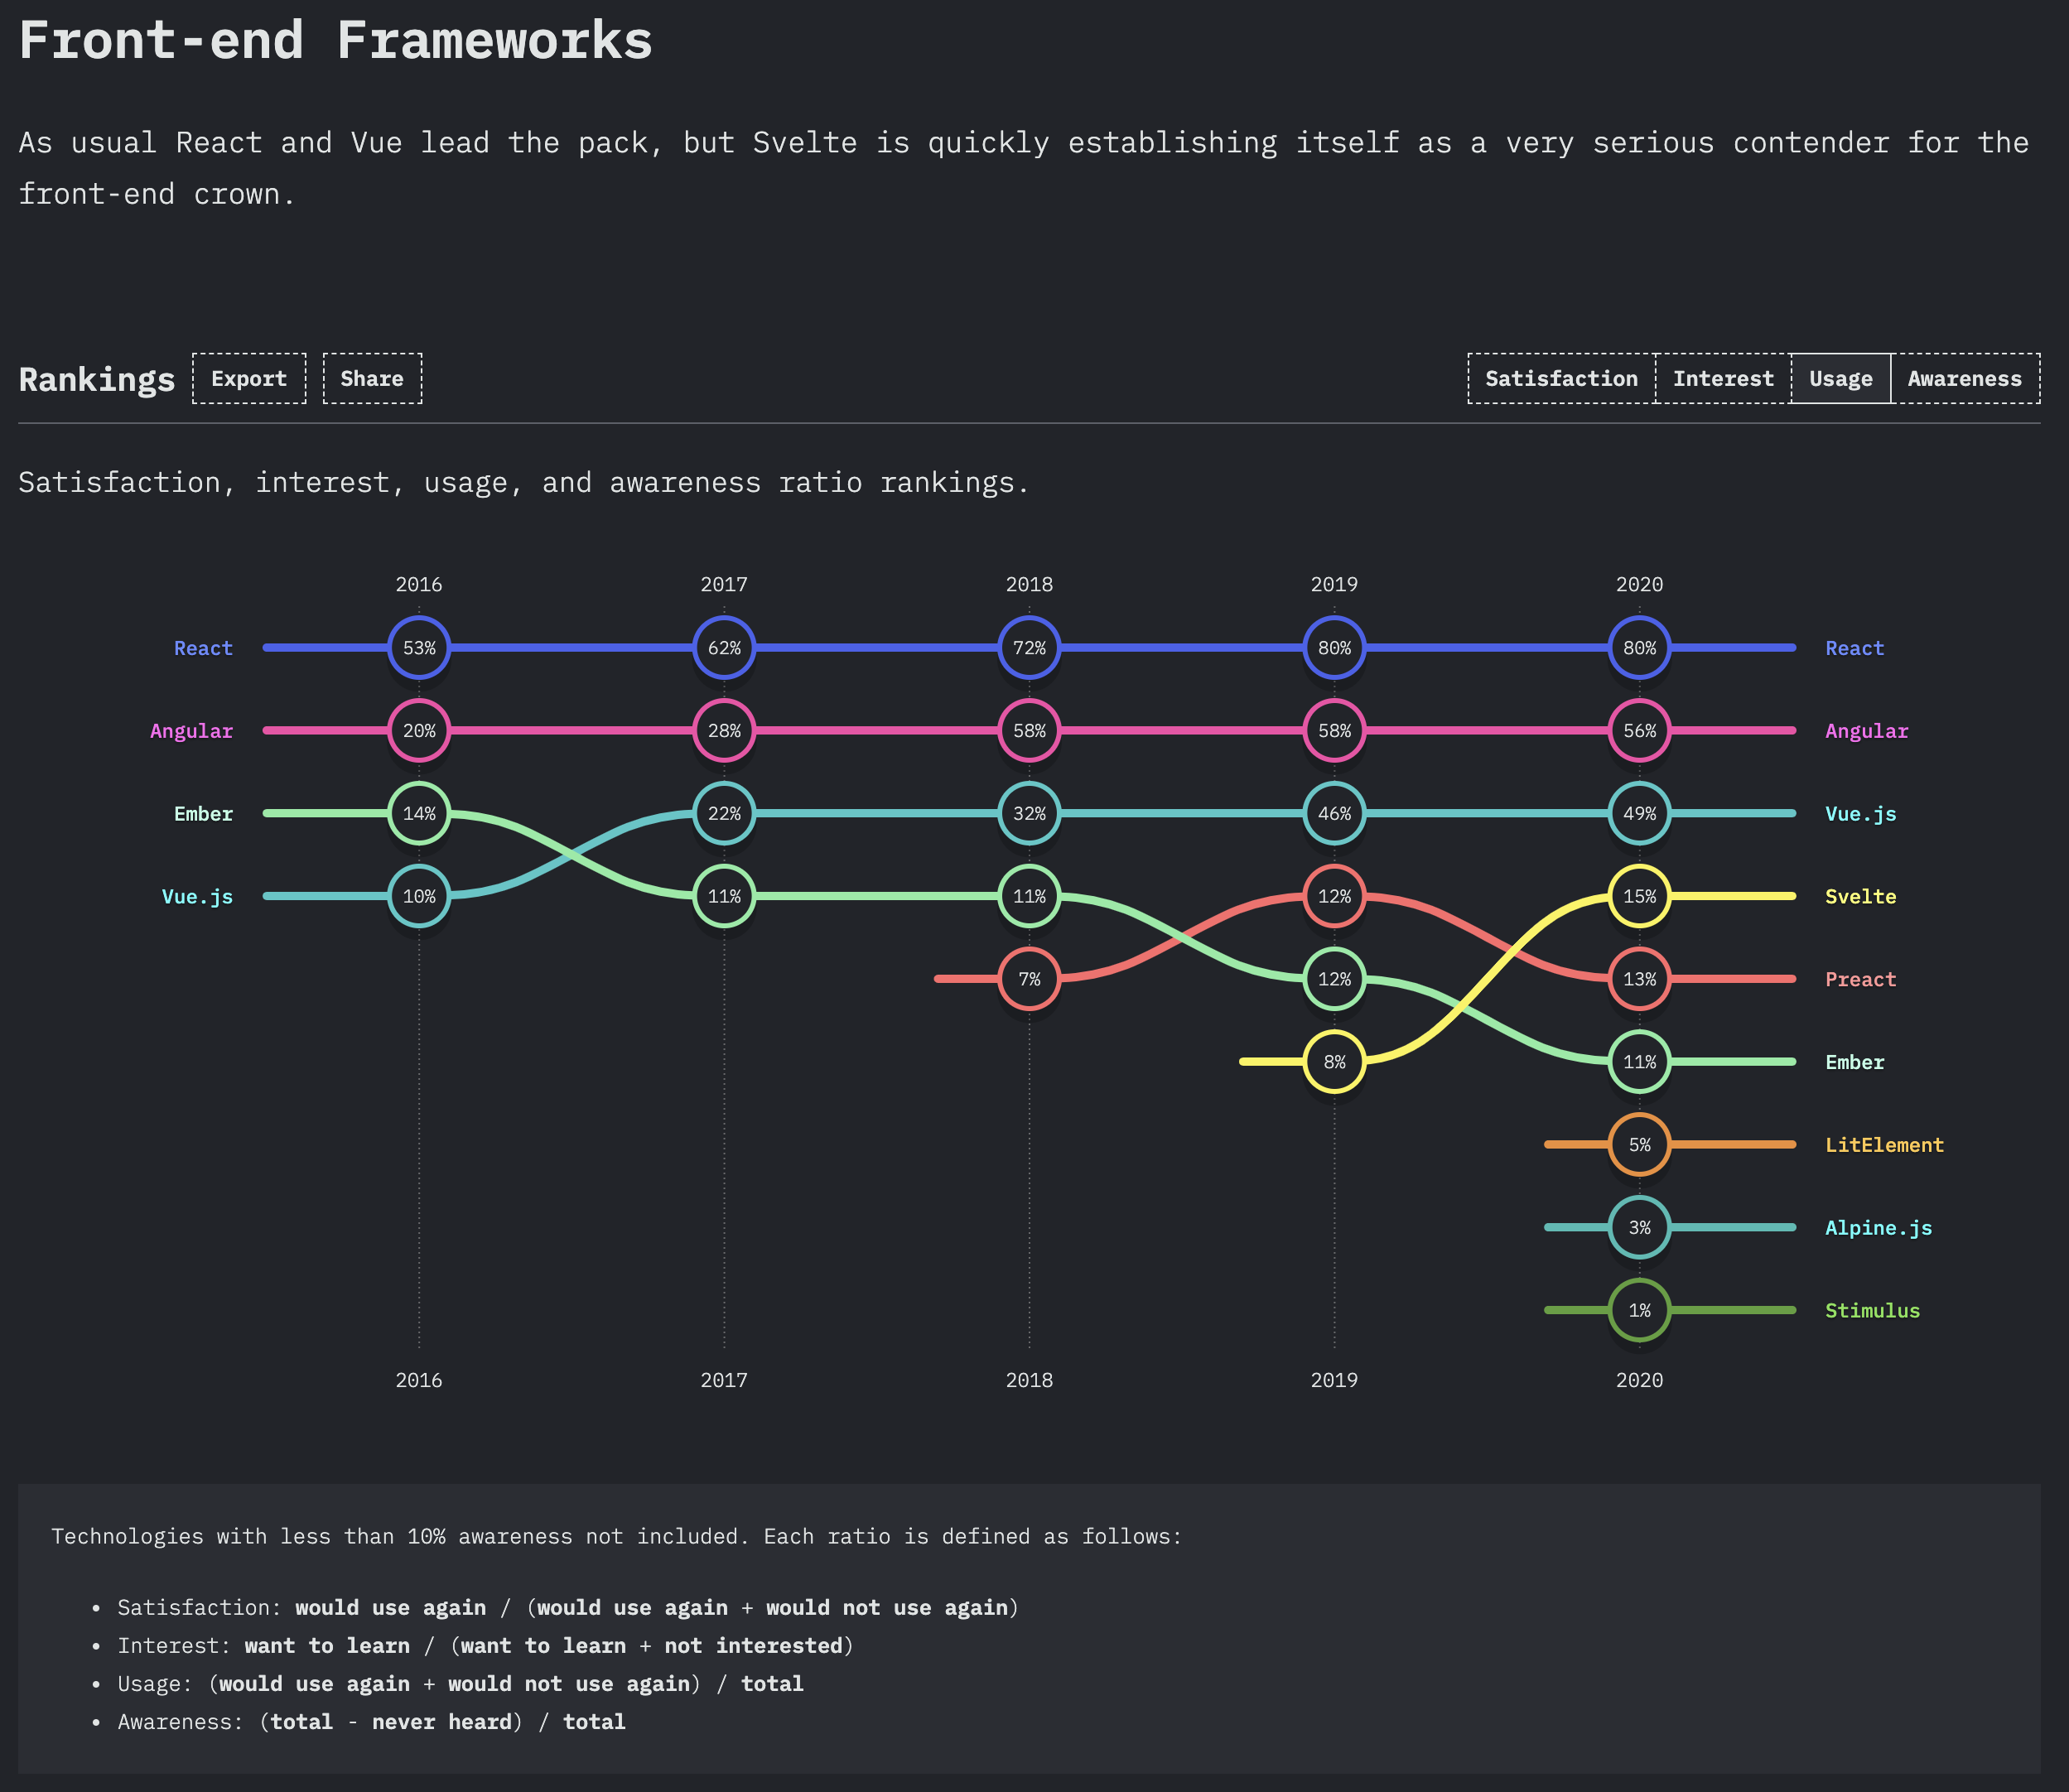 Front-end Frameworks
As usual React and Vue lead the pack, but Svelte is quickly establishing itself as a very serious contender for the
front-end crown.
Rankings Export Share Satisfaction Interest Usage Awareness
Satisfaction, interest, usage, and awareness ratio rankings.
2016 2017 2018 2019 2020
React 53% 62% 72% 80% 80% React
Angular 20% 28% 58% 58% 56% Angular
Ember 14% 22% 32% 46% 49% Vue.js
Vue.js 10% 11% 11% 12% 15% Svelte
7% 12% 13% Preact
8% 11% Ember
5% LitElement
3% Alpine.js
1% Stimulus
2016 2017 2018 2019 2020
Technologies with less than 10% awareness not included. Each ratio is defined as follows:
• Satisfaction: would use again / (would use again + would not use again)
• Interest: want to learn / (want to learn + not interested)
• Usage: (would use again + would not use again) / total
• Awareness: (total - never heard) / total